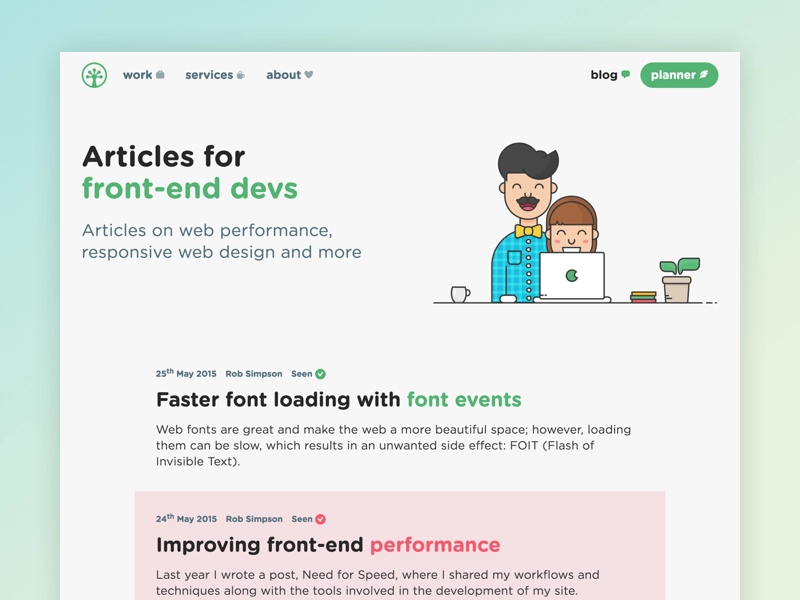 work services about blog planner
Articles for
front-end devs
Articles on web performance,
responsive web design and more
25th May 2015 Rob Simpson Seen
Faster font loading with font events
Web fonts are great and make the web a more beautiful space; however, loading
them can be slow, which results in an unwanted side effect: FOIT (Flash of
Invisible Text).
24th May 2015 Rob Simpson Seen
Improving front-end performance
Last year I wrote a post, Need for Speed, where I shared my workflows and
techniques along with the tools involved in the development of my site.